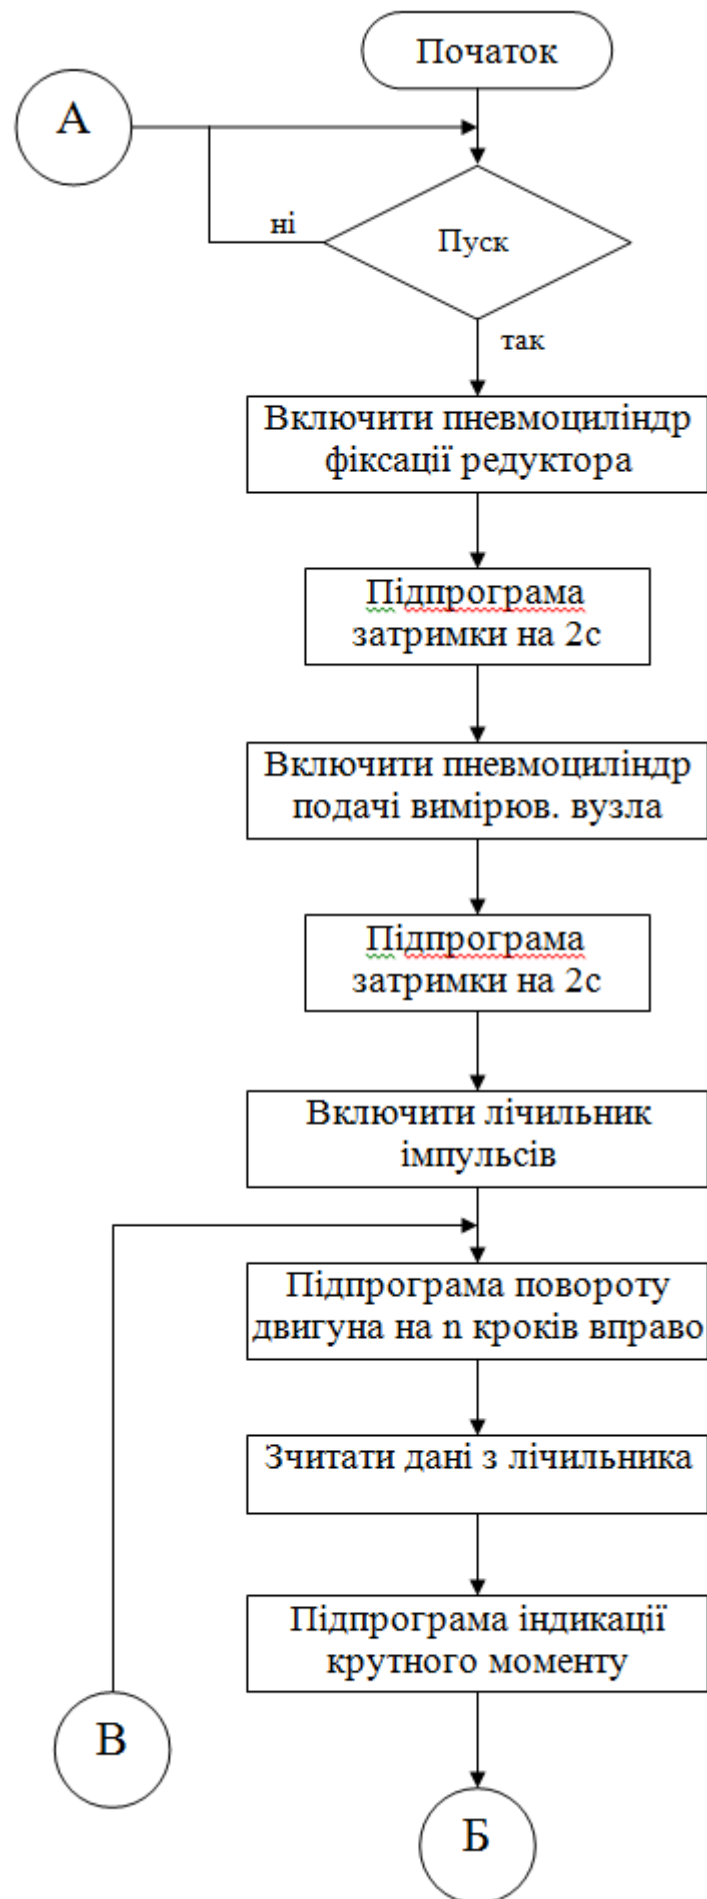 Початок
А
ні
Пуск
так
Включити пневмоциліндр
фіксації редуктора
Підпрограма
затримки на 2с
Включити пневмоциліндр
подачі вимірюв. вузла
Підпрограма
затримки на 2с
Включити лічильник
імпульсів
Підпрограма повороту
двигуна на n кроків вправо
Зчитати дані з лічильника
Підпрограма індикації
крутного моменту
В
Б